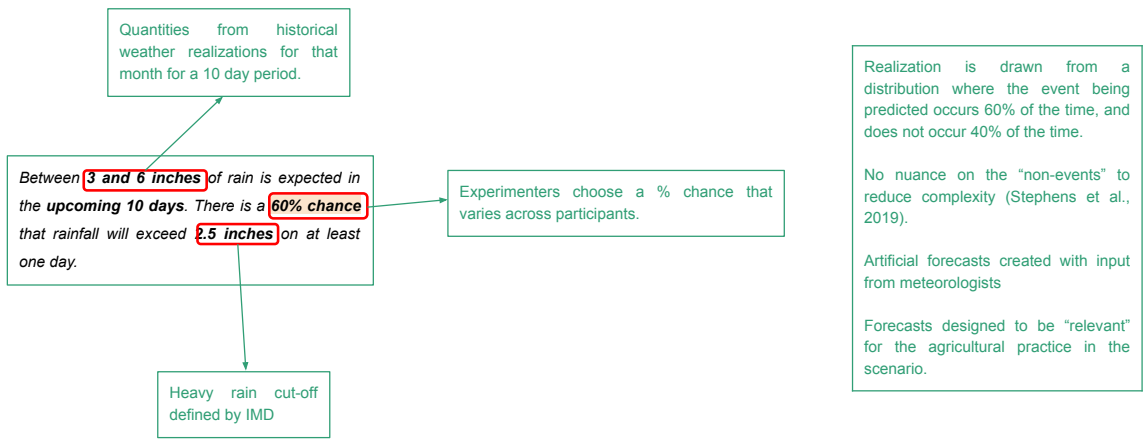 Quantities from historical
weather realizations for that
month for a 10 day period.
Between 3 and 6 inches of rain is expected in
the upcoming 10 days. There is a 60% chance
that rainfall will exceed 2.5 inches on at least
one day.
Experimenters choose a % chance that
varies across participants.
Heavy rain cut-off
defined by IMD
Realization is drawn from a
distribution where the event being
predicted occurs 60% of the time, and
does not occur 40% of the time.
No nuance on the “non-events” to
reduce complexity (Stephens et al.,
2019).
Artificial forecasts created with input
from meteorologists
Forecasts designed to be “relevant”
for the agricultural practice in the
scenario.